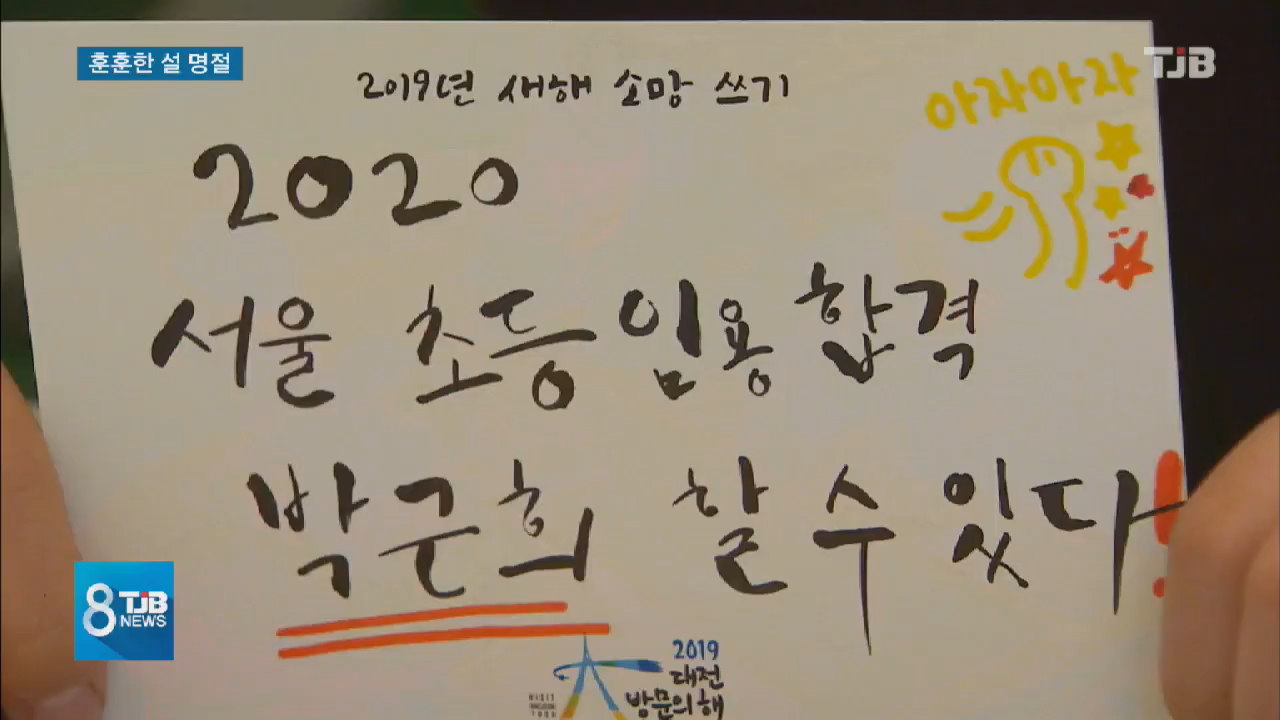 훈훈한 설 명절
TJB
2019년 새해 소망 쓰기
아자아자
2020
서울 초등 임용 합격
박근희 할 수 있다!
8 TJB NEWS
2019
대전
방문의 해
VISIT